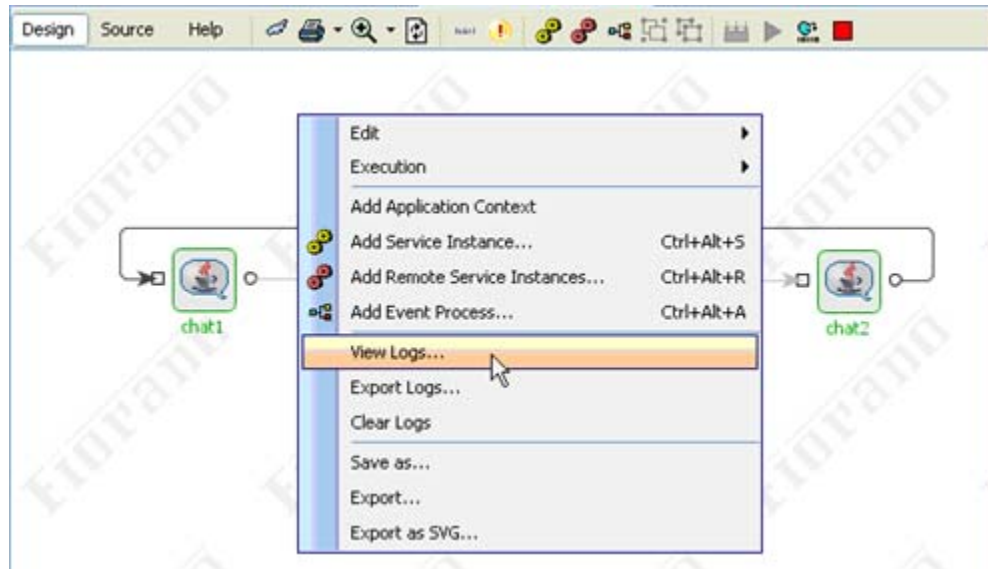 Design Source Help
Fiorano
Edit
Execution
Add Application Context
Add Service Instance... Ctrl+Alt+S
Add Remote Service Instances... Ctrl+Alt+R
Add Event Process... Ctrl+Alt+A
chat1
chat2
View Logs...
Export Logs...
Clear Logs
Save as...
Export...
Export as SVG...